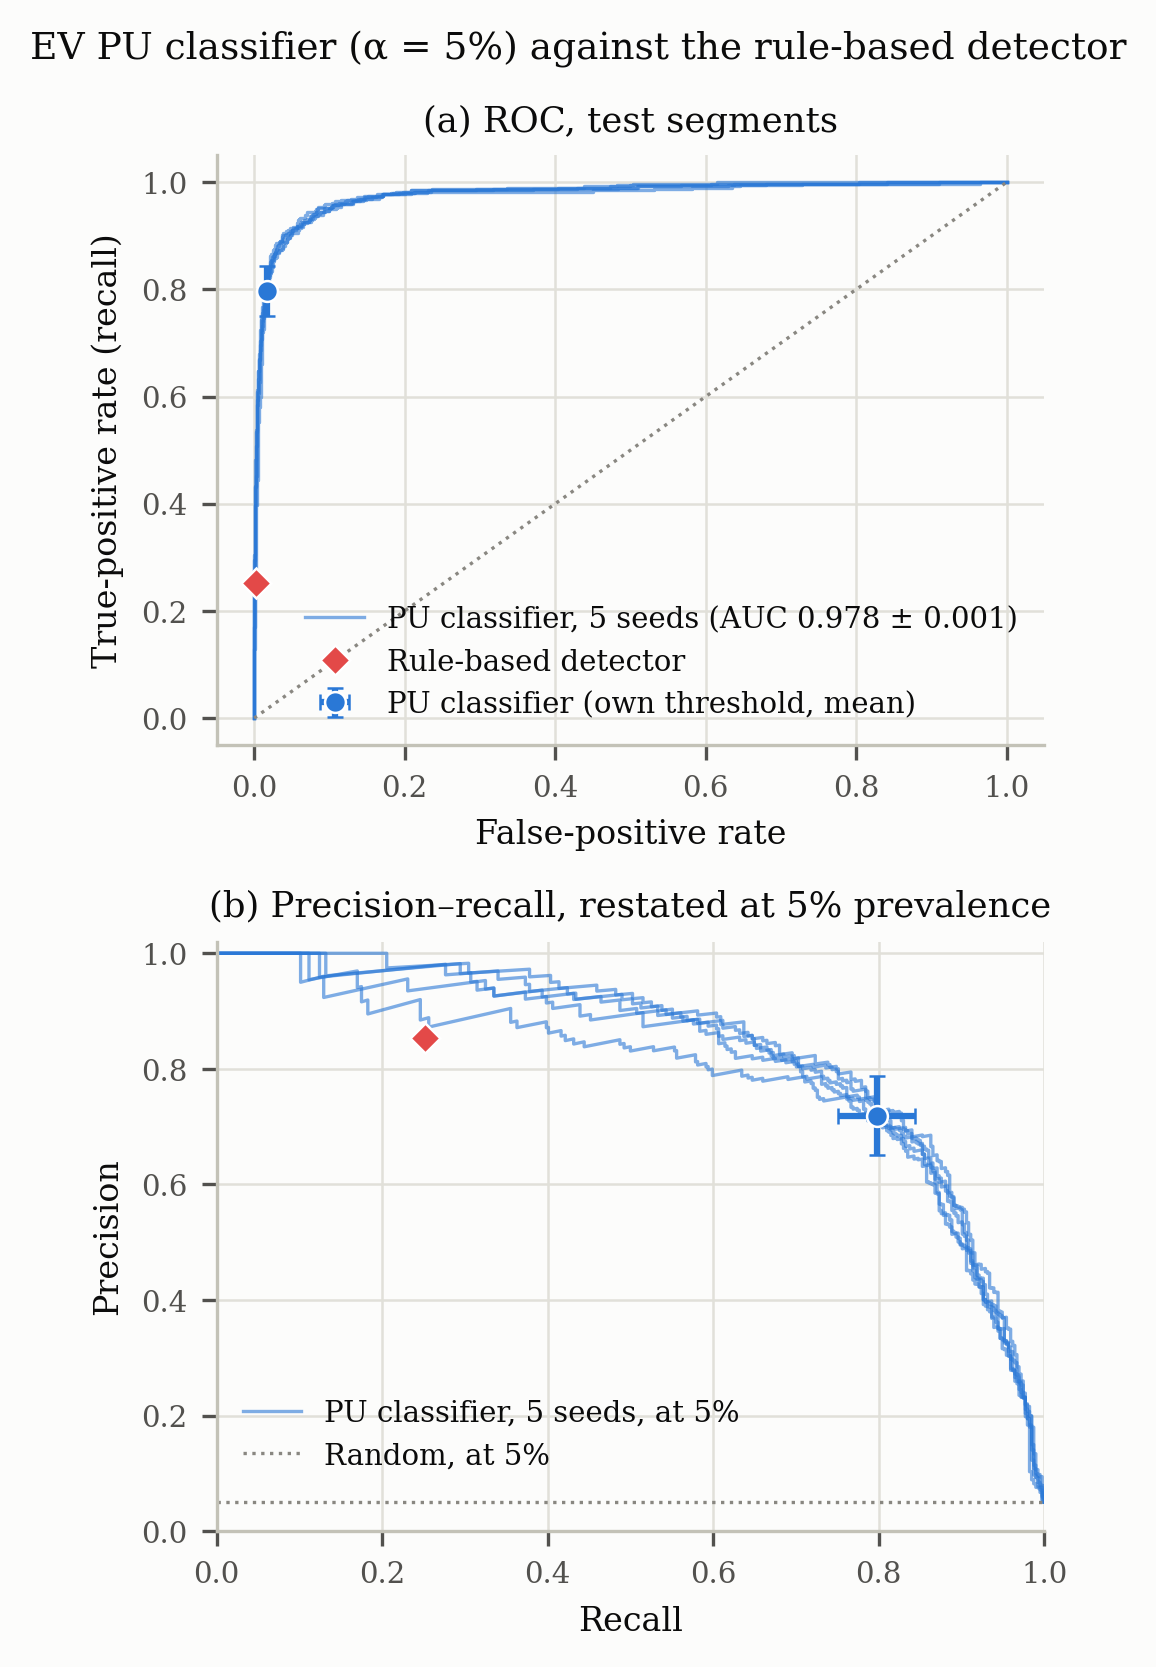 EV PU classifier (α = 5%) against the rule-based detector
(a) ROC, test segments
1.0
0.8
0.6
0.4
0.2
0.0
True-positive rate (recall)
PU classifier, 5 seeds (AUC 0.978 ± 0.001)
Rule-based detector
PU classifier (own threshold, mean)
0.0 0.2 0.4 0.6 0.8 1.0
False-positive rate
(b) Precision–recall, restated at 5% prevalence
1.0
0.8
0.6
0.4
0.2
0.0
Precision
PU classifier, 5 seeds, at 5%
Random, at 5%
0.0 0.2 0.4 0.6 0.8 1.0
Recall